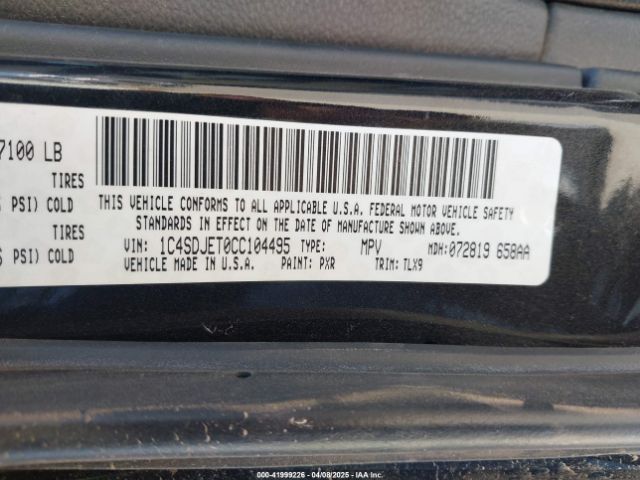 7100 LB
TIRES
PSI) COLD
TIRES
PSI) COLD
THIS VEHICLE CONFORMS TO ALL APPLICABLE U.S.A. FEDERAL MOTOR VEHICLE SAFETY
STANDARDS IN EFFECT ON THE DATE OF MANUFACTURE SHOWN ABOVE.
VIN: 1C4SDJET0CC104495 TYPE: MPV MDH: 072819 658AA
VEHICLE MADE IN U.S.A. PAINT: PXR TRIM: TLX9
000-41999226 - 04/08/2025 - IAAI.COM